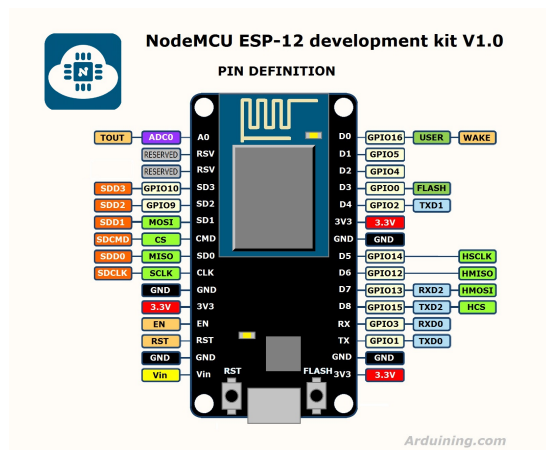 NodeMCU ESP-12 development kit V1.0
PIN DEFINITION
N
TOUT ADC0 A0 D0 GPIO16 USER WAKE
RESERVED RSV D1 GPIO5
RESERVED RSV D2 GPIO4
SDD3 GPIO10 SD3 D3 GPIO0 FLASH
SDD2 GPIO9 SD2 D4 GPIO2 TXD1
SDD1 MOSI SD1 3V3 3.3V
SDCMD CS CMD GND GND
SDD0 MISO SD0 D5 GPIO14 HSCLK
SDCLK SCLK CLK D6 GPIO12 HMISO
GND GND D7 GPIO13 RXD2 HMOSI
3.3V 3V3 D8 GPIO15 TXD2 HCS
EN EN RX GPIO3 RXD0
RST RST TX GPIO1 TXD0
GND GND GND GND
Vin Vin RST FLASH 3V3 3.3V
Arduining.com